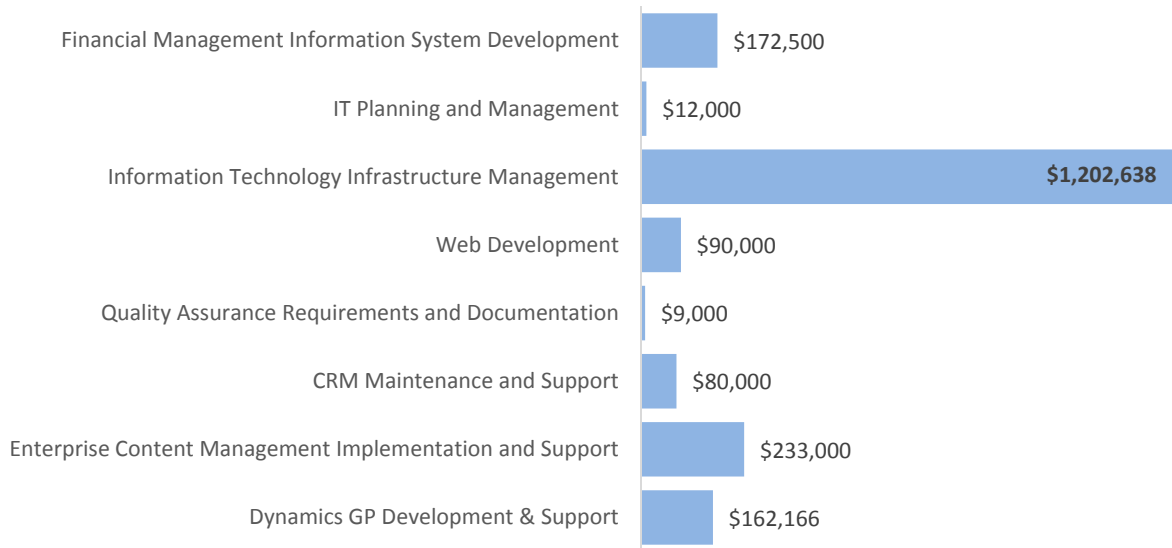 Financial Management Information System Development $172,500
IT Planning and Management $12,000
Information Technology Infrastructure Management $1,202,638
Web Development $90,000
Quality Assurance Requirements and Documentation $9,000
CRM Maintenance and Support $80,000
Enterprise Content Management Implementation and Support $233,000
Dynamics GP Development & Support $162,166